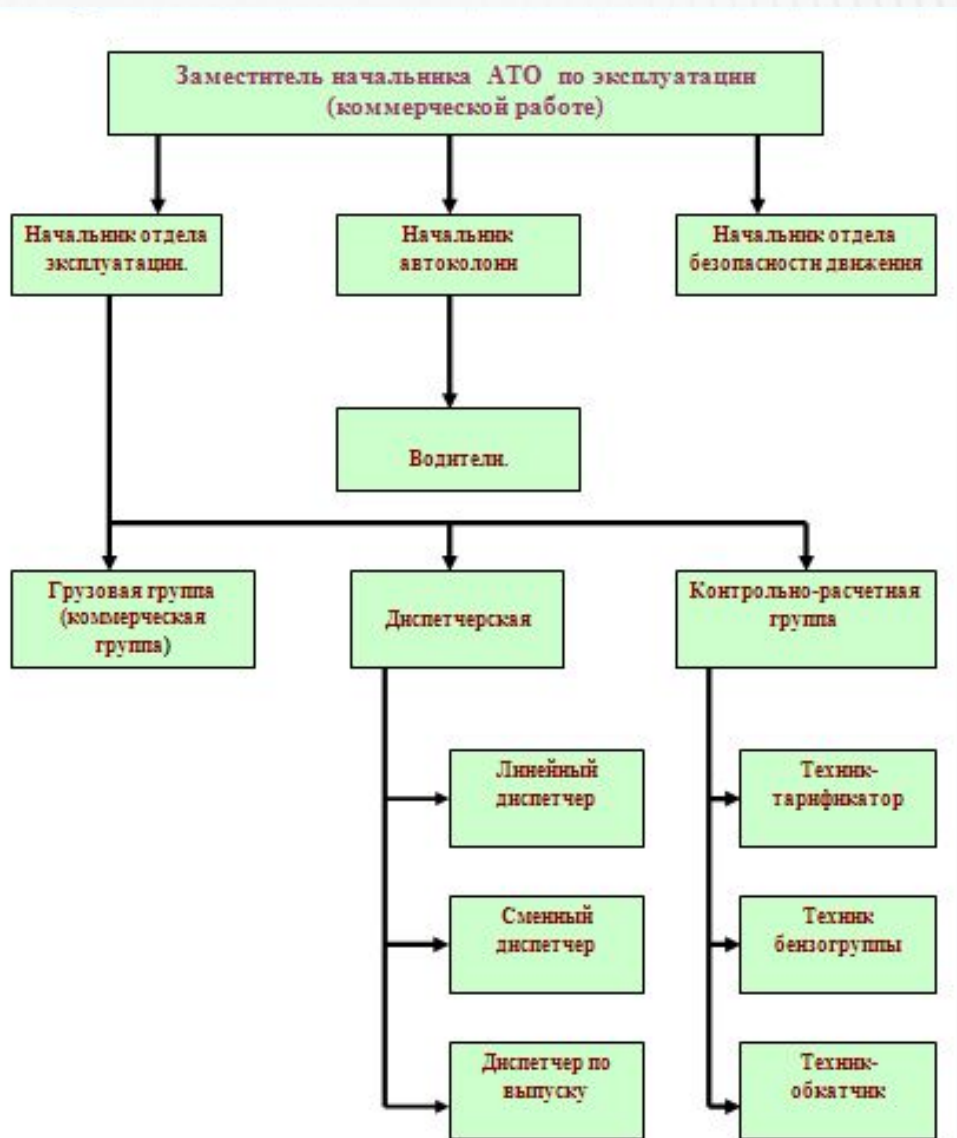 Заместитель начальника АТО по эксплуатации
(коммерческой работе)
Начальник отдела
эксплуатации.
Начальник
автоколонн
Начальник отдела
безопасности движения
Водители.
Грузовая группа
(коммерческая
группа)
Диспетчерская
Контрольно-расчетная
группа
Линейный
диспетчер
Техник-
тарификатор
Сменный
диспетчер
Техник
бензогруппы
Диспетчер по
выпуску
Техник-
обкатчик